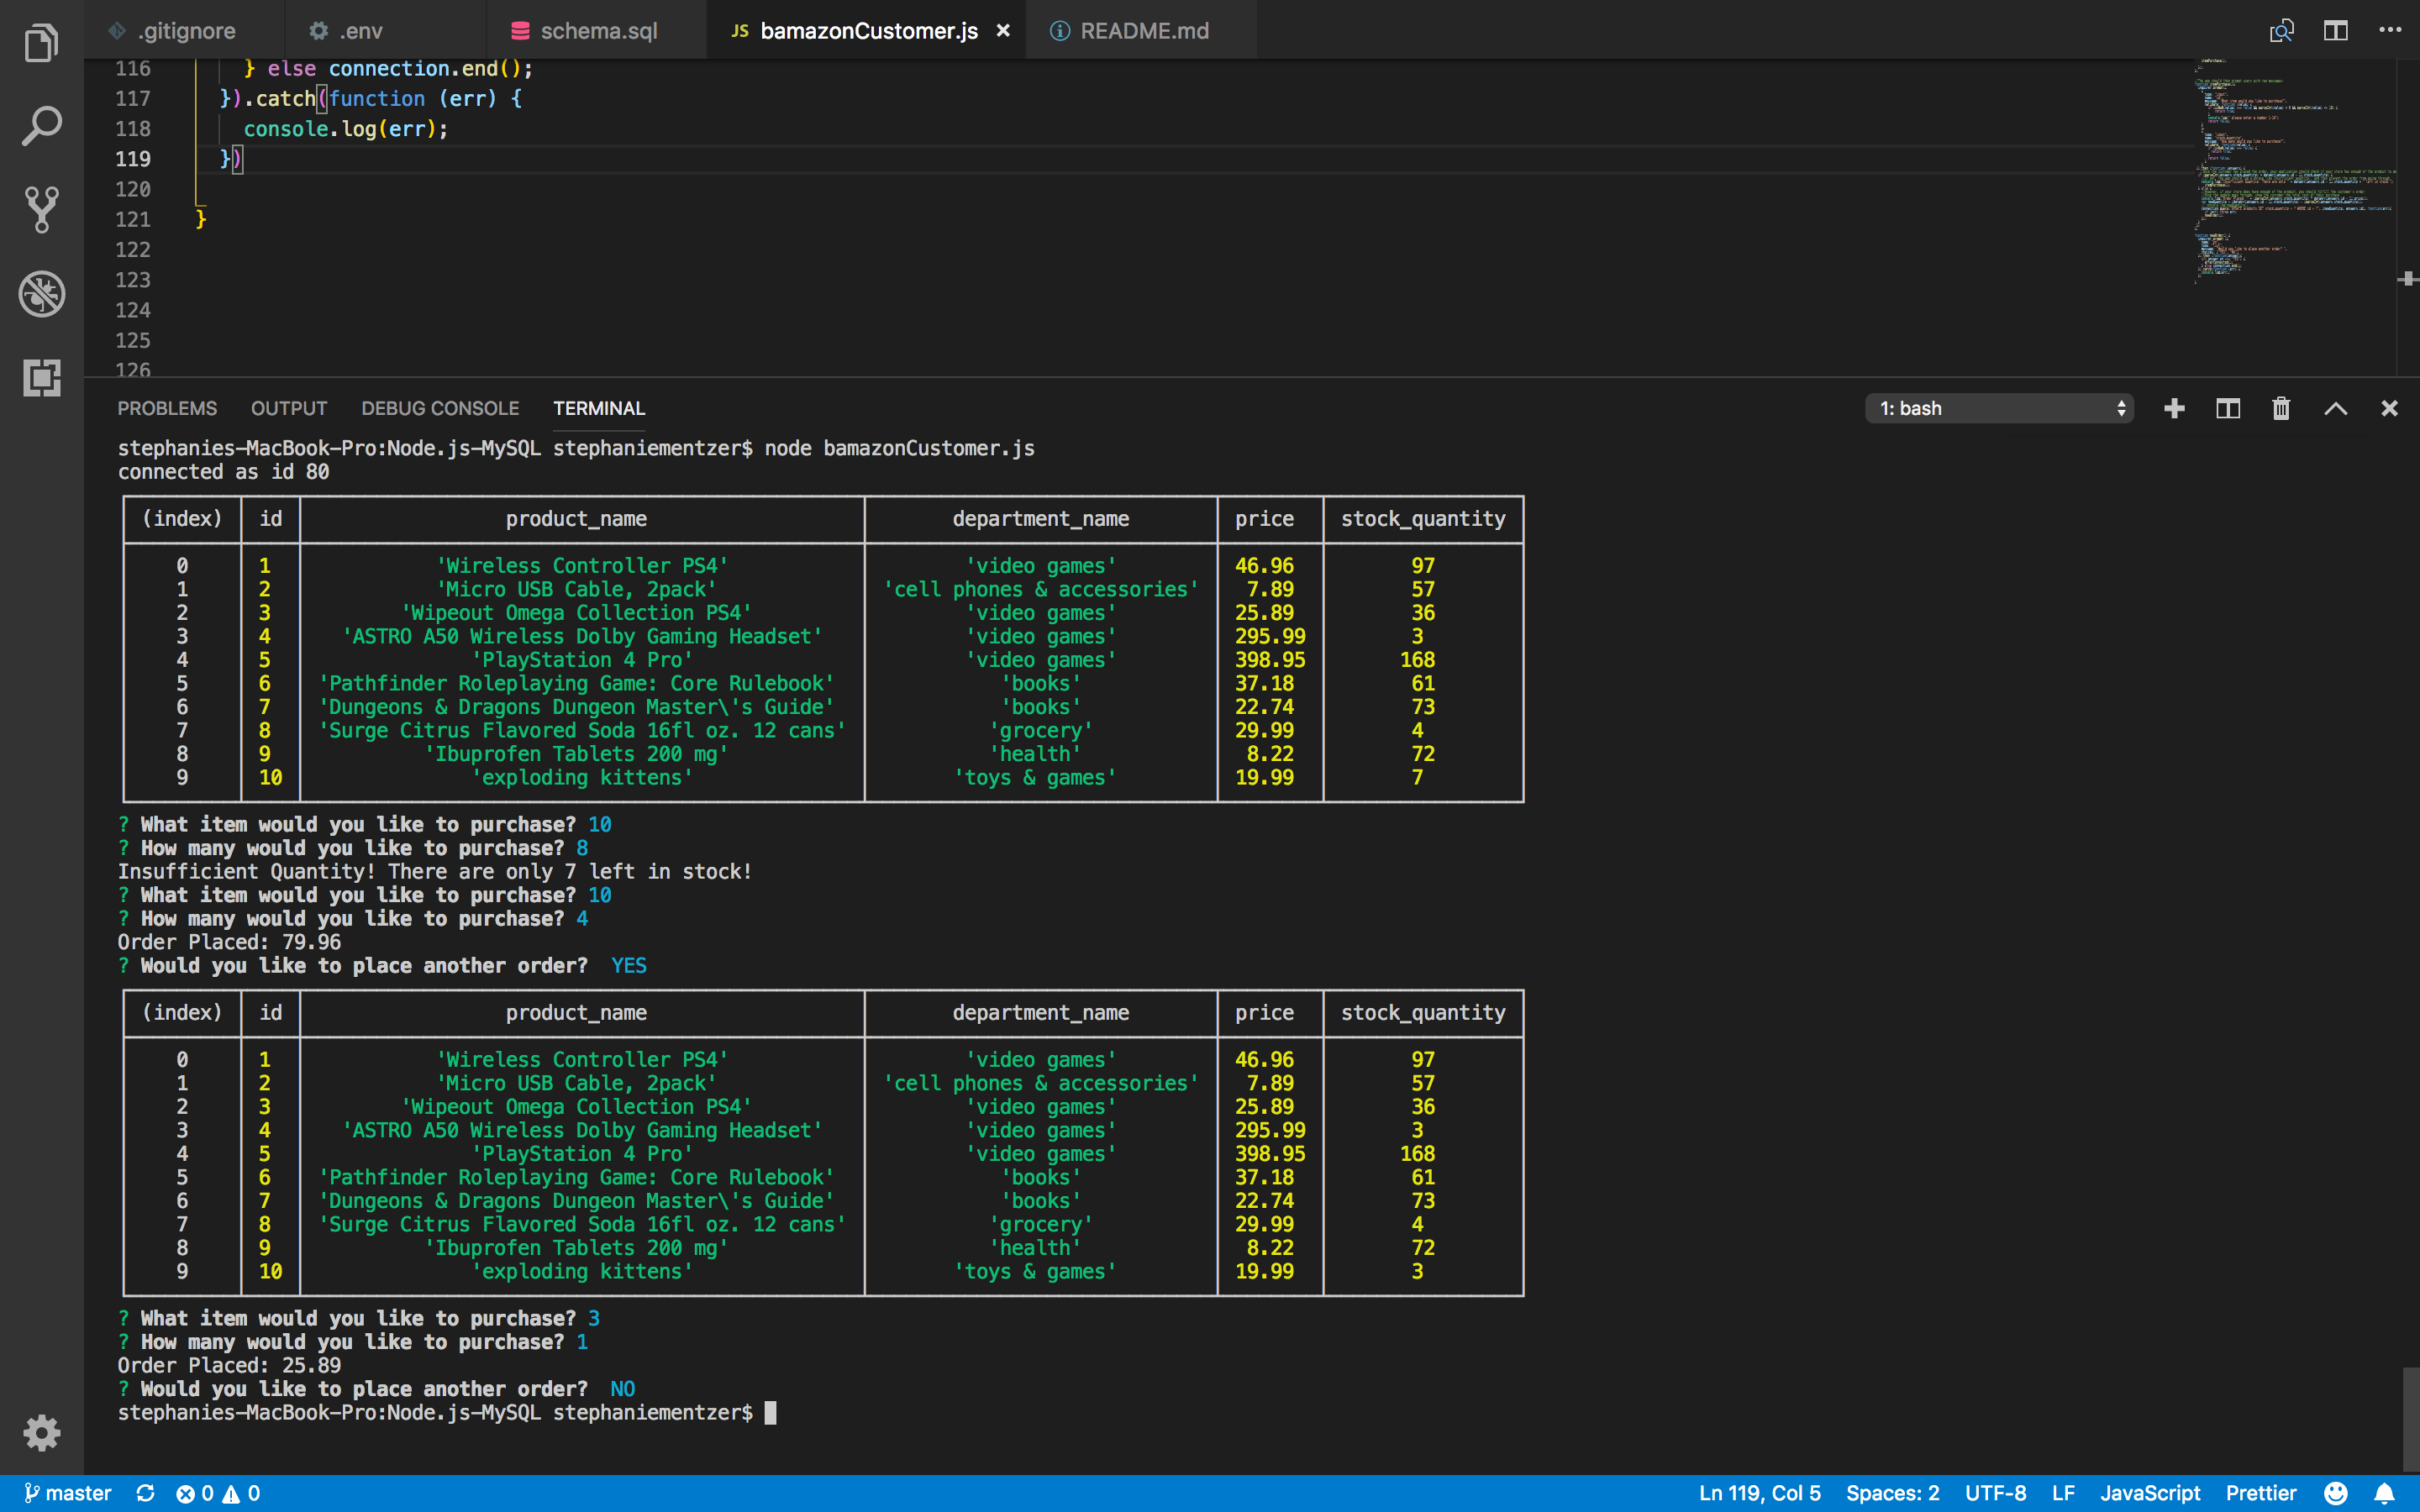 .gitignore .env schema.sql JS bamazonCustomer.js × README.md
116 } else connection.end();
117 }).catch(function (err) {
118 console.log(err);
119 })
120
121 }
122
123
124
125
126
PROBLEMS OUTPUT DEBUG CONSOLE TERMINAL 1: bash
stephanies-MacBook-Pro:Node.js-MySQL stephaniementzer$ node bamazonCustomer.js
connected as id 80
(index) id product_name department_name price stock_quantity
0 1 'Wireless Controller PS4' 'video games' 46.96 97
1 2 'Micro USB Cable, 2pack' 'cell phones & accessories' 7.89 57
2 3 'Wipeout Omega Collection PS4' 'video games' 25.89 36
3 4 'ASTRO A50 Wireless Dolby Gaming Headset' 'video games' 295.99 3
4 5 'PlayStation 4 Pro' 'video games' 398.95 168
5 6 'Pathfinder Roleplaying Game: Core Rulebook' 'books' 37.18 61
6 7 'Dungeons & Dragons Dungeon Master\'s Guide' 'books' 22.74 73
7 8 'Surge Citrus Flavored Soda 16fl oz. 12 cans' 'grocery' 29.99 4
8 9 'Ibuprofen Tablets 200 mg' 'health' 8.22 72
9 10 'exploding kittens' 'toys & games' 19.99 7
? What item would you like to purchase? 10
? How many would you like to purchase? 8
Insufficient Quantity! There are only 7 left in stock!
? What item would you like to purchase? 10
? How many would you like to purchase? 4
Order Placed: 79.96
? Would you like to place another order? YES
(index) id product_name department_name price stock_quantity
0 1 'Wireless Controller PS4' 'video games' 46.96 97
1 2 'Micro USB Cable, 2pack' 'cell phones & accessories' 7.89 57
2 3 'Wipeout Omega Collection PS4' 'video games' 25.89 36
3 4 'ASTRO A50 Wireless Dolby Gaming Headset' 'video games' 295.99 3
4 5 'PlayStation 4 Pro' 'video games' 398.95 168
5 6 'Pathfinder Roleplaying Game: Core Rulebook' 'books' 37.18 61
6 7 'Dungeons & Dragons Dungeon Master\'s Guide' 'books' 22.74 73
7 8 'Surge Citrus Flavored Soda 16fl oz. 12 cans' 'grocery' 29.99 4
8 9 'Ibuprofen Tablets 200 mg' 'health' 8.22 72
9 10 'exploding kittens' 'toys & games' 19.99 3
? What item would you like to purchase? 3
? How many would you like to purchase? 1
Order Placed: 25.89
? Would you like to place another order? NO
stephanies-MacBook-Pro:Node.js-MySQL stephaniementzer$
master 0 0 Ln 119, Col 5 Spaces: 2 UTF-8 LF JavaScript Prettier